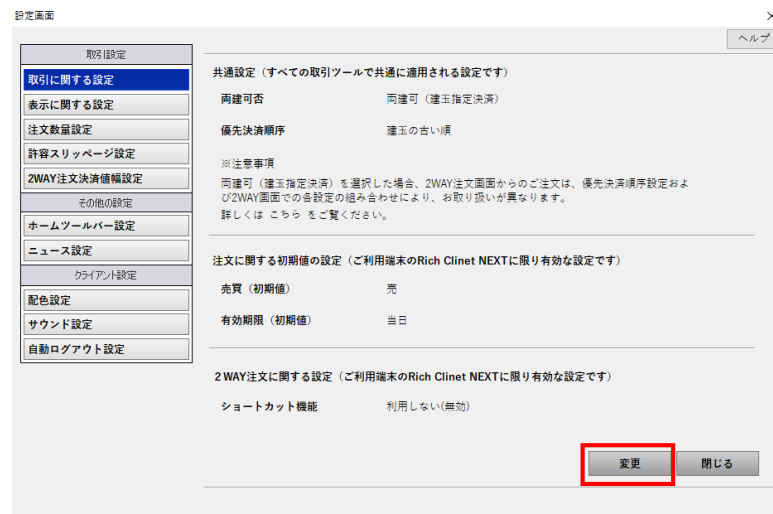 設定画面
×
ヘルプ
取引設定
取引に関する設定
表示に関する設定
注文数量設定
許容スリッページ設定
2WAY注文決済値幅設定
その他の設定
ホームツールバー設定
ニュース設定
クライアント設定
配色設定
サウンド設定
自動ログアウト設定
共通設定（すべての取引ツールで共通に適用される設定です）
両建可否 両建可（建玉指定決済）
優先決済順序 建玉の古い順
※注意事項
両建可（建玉指定決済）を選択した場合、2WAY注文画面からのご注文は、優先決済順序設定およ
び2WAY画面での各設定の組み合わせにより、お取り扱いが異なります。
詳しくは こちら をご覧ください。
注文に関する初期値の設定（ご利用端末のRich Clinet NEXTに限り有効な設定です）
売買（初期値） 売
有効期限（初期値） 当日
２WAY注文に関する設定（ご利用端末のRich Clinet NEXTに限り有効な設定です）
ショートカット機能 利用しない(無効)
変更 閉じる